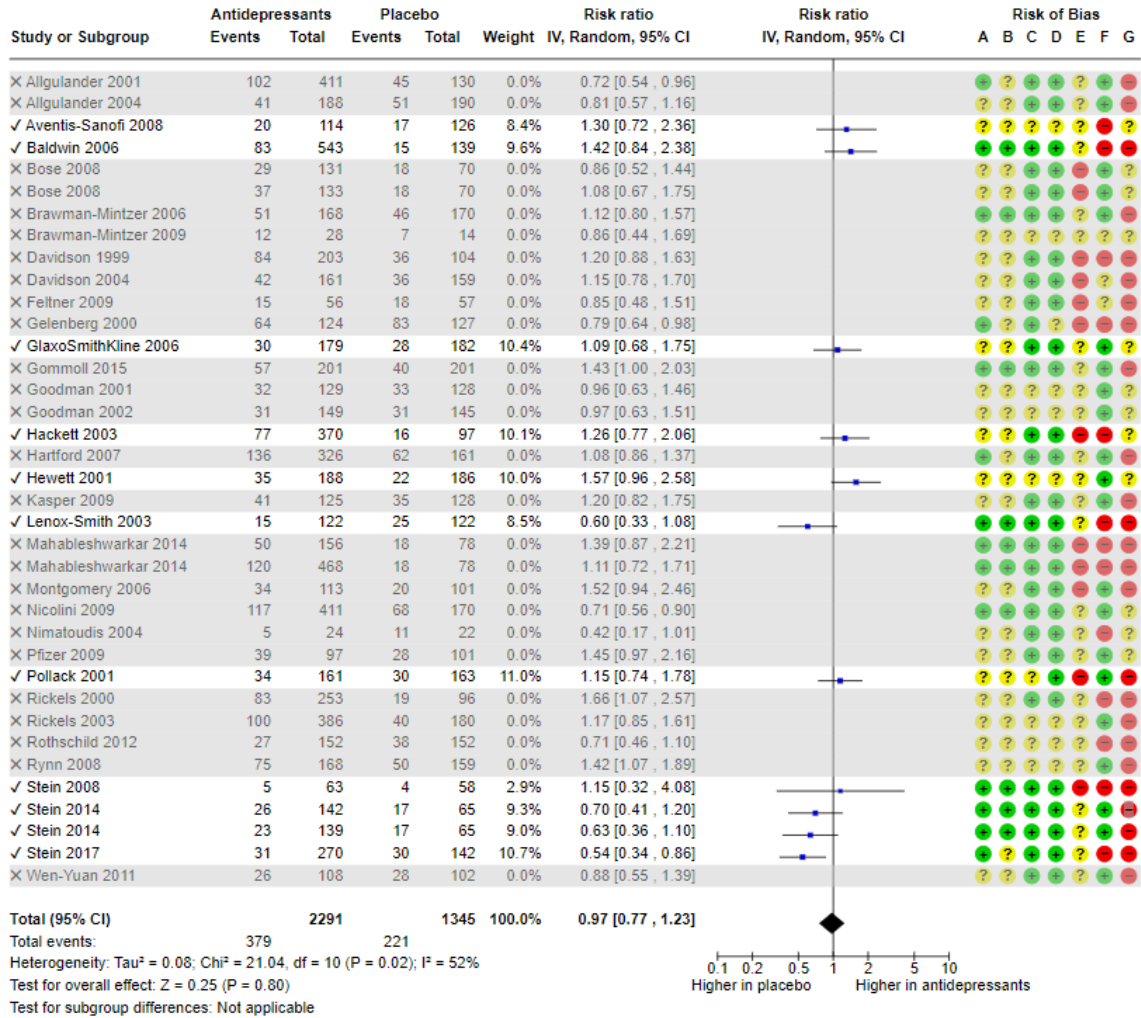 Antidepressants Placebo Risk ratio Risk ratio Risk of Bias
Study or Subgroup Events Total Events Total Weight IV, Random, 95% CI IV, Random, 95% CI A B C D E F G
✕ Allgulander 2001 102 411 45 130 0.0% 0.72 [0.54 , 0.96] + ? + + ? + −
✕ Allgulander 2004 41 188 51 190 0.0% 0.81 [0.57 , 1.16] ? ? + + ? + −
✓ Aventis-Sanofi 2008 20 114 17 126 8.4% 1.30 [0.72 , 2.36] ? ? ? ? ? − ?
✓ Baldwin 2006 83 543 15 139 9.6% 1.42 [0.84 , 2.38] + + + + ? − −
✕ Bose 2008 29 131 18 70 0.0% 0.86 [0.52 , 1.44] ? ? + + − + ?
✕ Bose 2008 37 133 18 70 0.0% 1.08 [0.67 , 1.75] ? ? + + − + ?
✕ Brawman-Mintzer 2006 51 168 46 170 0.0% 1.12 [0.80 , 1.57] + + + + ? + −
✕ Brawman-Mintzer 2009 12 28 7 14 0.0% 0.86 [0.44 , 1.69] ? ? ? ? ? ? ?
✕ Davidson 1999 84 203 36 104 0.0% 1.20 [0.88 , 1.63] ? ? + + − − −
✕ Davidson 2004 42 161 36 159 0.0% 1.15 [0.78 , 1.70] ? ? + + − ? −
✕ Feltner 2009 15 56 18 57 0.0% 0.85 [0.48 , 1.51] ? ? + + − ? −
✕ Gelenberg 2000 64 124 83 127 0.0% 0.79 [0.64 , 0.98] + ? + ? − − −
✓ GlaxoSmithKline 2006 30 179 28 182 10.4% 1.09 [0.68 , 1.75] ? ? + + ? + ?
✕ Gommoll 2015 57 201 40 201 0.0% 1.43 [1.00 , 2.03] + + + + ? + −
✕ Goodman 2001 32 129 33 128 0.0% 0.96 [0.63 , 1.46] ? ? ? ? ? + ?
✕ Goodman 2002 31 149 31 145 0.0% 0.97 [0.63 , 1.51] ? ? ? ? ? + ?
✓ Hackett 2003 77 370 16 97 10.1% 1.26 [0.77 , 2.06] ? ? + + − − ?
✕ Hartford 2007 136 326 62 161 0.0% 1.08 [0.86 , 1.37] + ? + + ? + −
✓ Hewett 2001 35 188 22 186 10.0% 1.57 [0.96 , 2.58] ? ? ? ? ? + ?
✕ Kasper 2009 41 125 35 128 0.0% 1.20 [0.82 , 1.75] ? ? + + ? + −
✓ Lenox-Smith 2003 15 122 25 122 8.5% 0.60 [0.33 , 1.08] + + + + ? − −
✕ Mahableshwarkar 2014 50 156 18 78 0.0% 1.39 [0.87 , 2.21] + + + + − − −
✕ Mahableshwarkar 2014 120 468 18 78 0.0% 1.11 [0.72 , 1.71] + + + + − − −
✕ Montgomery 2006 34 113 20 101 0.0% 1.52 [0.94 , 2.46] ? ? + + − + −
✕ Nicolini 2009 117 411 68 170 0.0% 0.71 [0.56 , 0.90] + + + + ? + ?
✕ Nimatoudis 2004 5 24 11 22 0.0% 0.42 [0.17 , 1.01] ? ? + + ? − ?
✕ Pfizer 2009 39 97 28 101 0.0% 1.45 [0.97 , 2.16] ? ? + + ? + ?
✓ Pollack 2001 34 161 30 163 11.0% 1.15 [0.74 , 1.78] ? ? ? + − + −
✕ Rickels 2000 83 253 19 96 0.0% 1.66 [1.07 , 2.57] ? ? + + ? − −
✕ Rickels 2003 100 386 40 180 0.0% 1.17 [0.85 , 1.61] ? ? ? ? ? + −
✕ Rothschild 2012 27 152 38 152 0.0% 0.71 [0.46 , 1.10] ? ? ? ? ? − −
✕ Rynn 2008 75 168 50 159 0.0% 1.42 [1.07 , 1.89] ? ? ? ? ? + −
✓ Stein 2008 5 63 4 58 2.9% 1.15 [0.32 , 4.08] + + + + − − −
✓ Stein 2014 26 142 17 65 9.3% 0.70 [0.41 , 1.20] + + + + ? + −
✓ Stein 2014 23 139 17 65 9.0% 0.63 [0.36 , 1.10] + + + + ? + −
✓ Stein 2017 31 270 30 142 10.7% 0.54 [0.34 , 0.86] + ? + + ? − −
✕ Wen-Yuan 2011 26 108 28 102 0.0% 0.88 [0.55 , 1.39] ? ? + + ? + −
Total (95% CI) 2291 1345 100.0% 0.97 [0.77 , 1.23]
Total events: 379 221
Heterogeneity: Tau² = 0.08; Chi² = 21.04, df = 10 (P = 0.02); I² = 52%
Test for overall effect: Z = 0.25 (P = 0.80)
Test for subgroup differences: Not applicable
0.1 0.2 0.5 1 2 5 10
Higher in placebo Higher in antidepressants